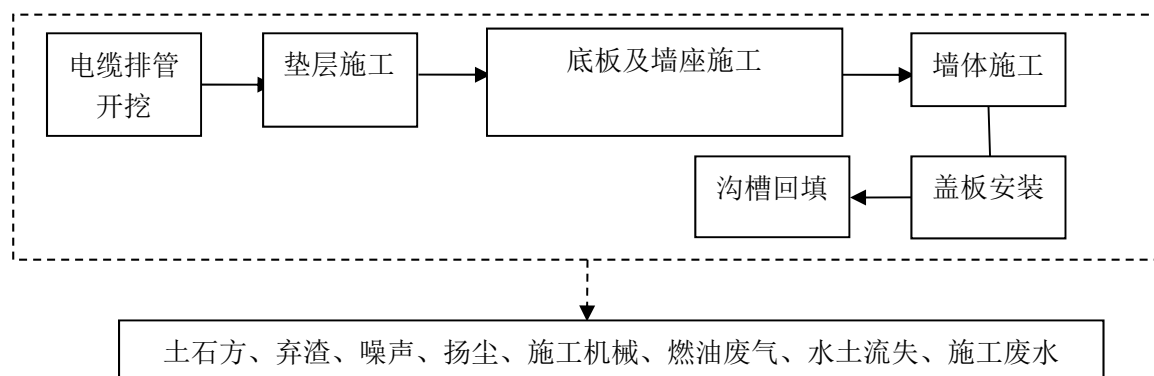 电缆排管
开挖
垫层施工
底板及墙座施工
墙体施工
沟槽回填
盖板安装
土石方、弃渣、噪声、扬尘、施工机械、燃油废气、水土流失、施工废水